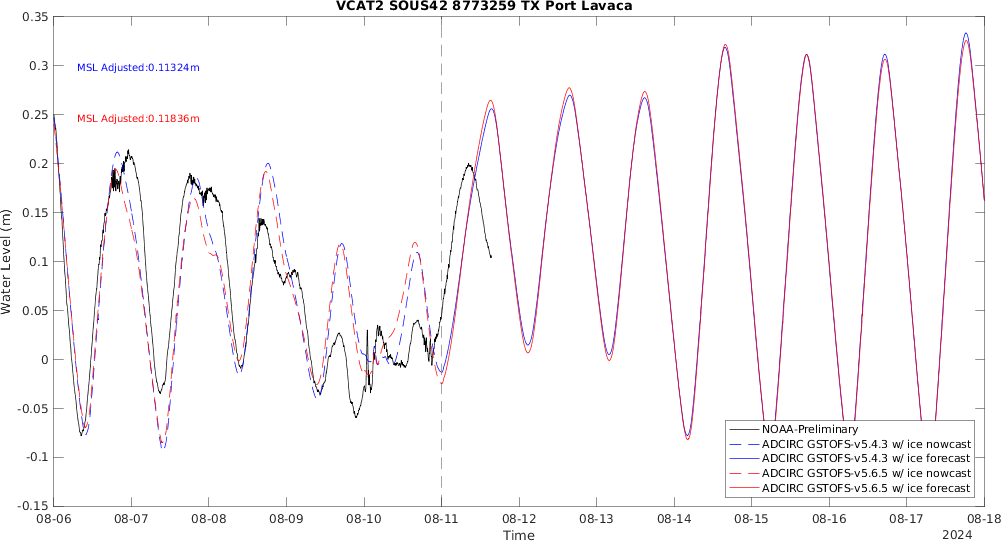 VCAT2 SOUS42 8773259 TX Port Lavaca
0.35
0.3
0.25
0.2
0.15
0.1
0.05
0
-0.05
-0.1
-0.15
Water Level (m)
MSL Adjusted:0.11324m
MSL Adjusted:0.11836m
NOAA-Preliminary
ADCIRC GSTOFS-v5.4.3 w/ ice nowcast
ADCIRC GSTOFS-v5.4.3 w/ ice forecast
ADCIRC GSTOFS-v5.6.5 w/ ice nowcast
ADCIRC GSTOFS-v5.6.5 w/ ice forecast
08-06 08-07 08-08 08-09 08-10 08-11 08-12 08-13 08-14 08-15 08-16 08-17 08-18
Time
2024